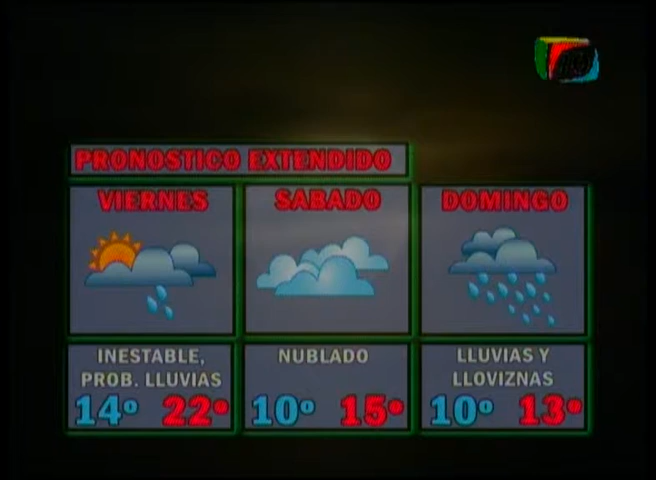 PRONOSTICO EXTENDIDO
VIERNES
INESTABLE,
PROB. LLUVIAS
14º 22º
SABADO
NUBLADO
10º 15º
DOMINGO
LLUVIAS Y
LLOVIZNAS
10º 13º